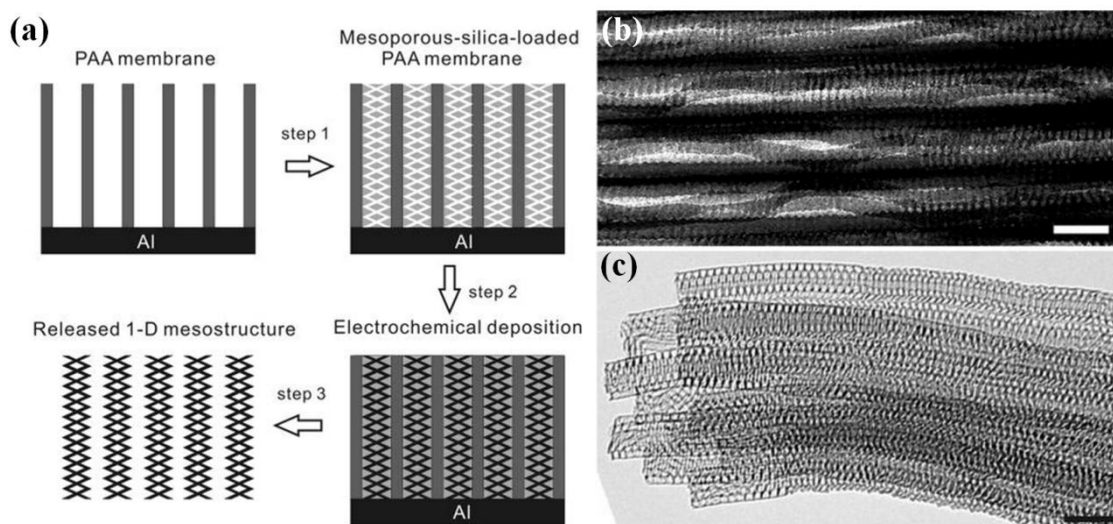 (a)
PAA membrane
step 1
Mesoporous-silica-loaded
PAA membrane
Al
Al
step 2
Released 1-D mesostructure
Electrochemical deposition
step 3
Al
(b)
(c)